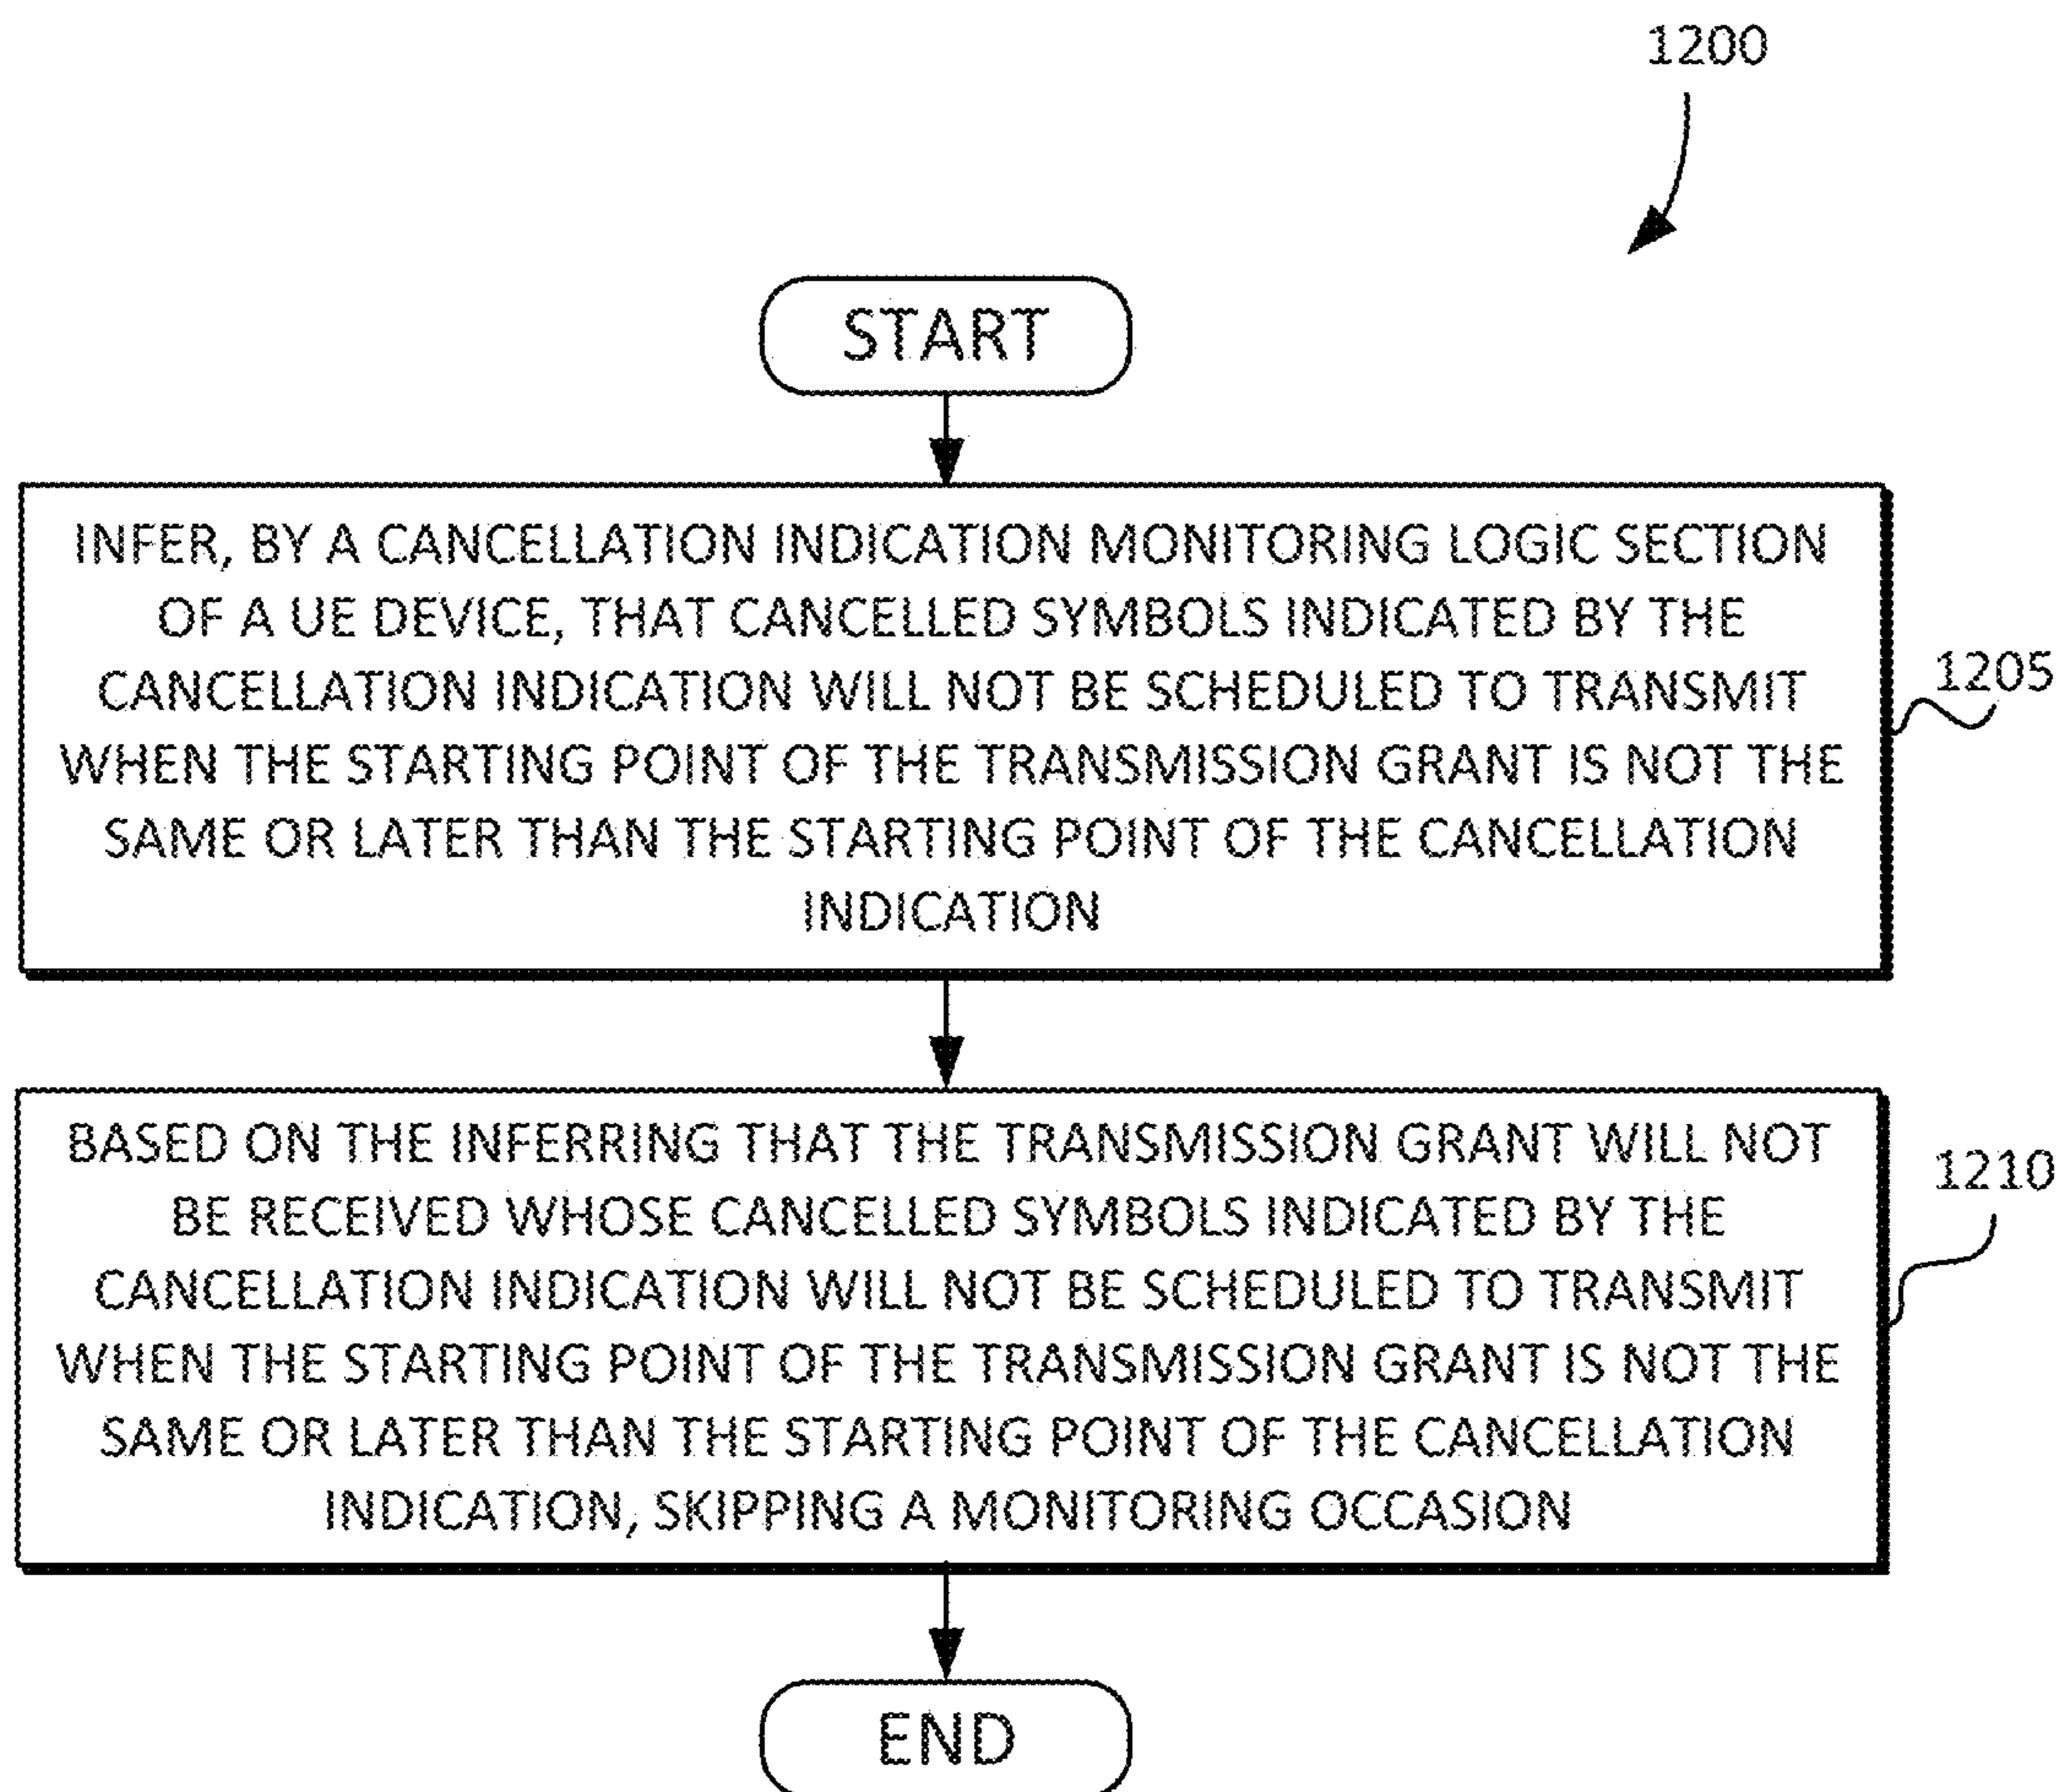 1200
START
INFER, BY A CANCELLATION INDICATION MONITORING LOGIC SECTION
OF A UE DEVICE, THAT CANCELLED SYMBOLS INDICATED BY THE
CANCELLATION INDICATION WILL NOT BE SCHEDULED TO TRANSMIT
WHEN THE STARTING POINT OF THE TRANSMISSION GRANT IS NOT THE
SAME OR LATER THAN THE STARTING POINT OF THE CANCELLATION
INDICATION
1205
BASED ON THE INFERRING THAT THE TRANSMISSION GRANT WILL NOT
BE RECEIVED WHOSE CANCELLED SYMBOLS INDICATED BY THE
CANCELLATION INDICATION WILL NOT BE SCHEDULED TO TRANSMIT
WHEN THE STARTING POINT OF THE TRANSMISSION GRANT IS NOT THE
SAME OR LATER THAN THE STARTING POINT OF THE CANCELLATION
INDICATION, SKIPPING A MONITORING OCCASION
1210
END